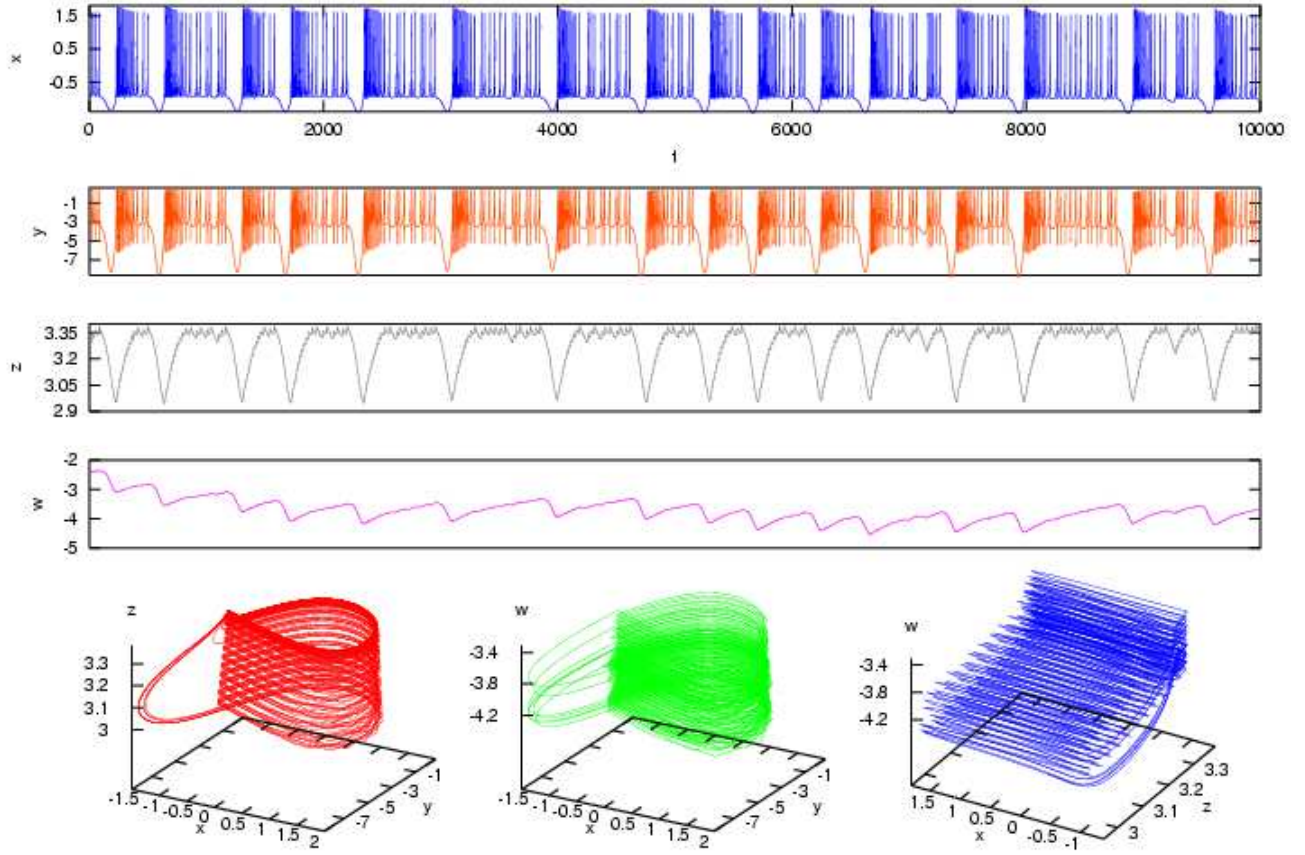 1.5
0.5
-0.5
x
0 2000 4000 6000 8000 10000
t
-1
-3
-5
-7
y
3.35
3.2
3.05
2.9
z
-2
-3
-4
-5
w
z
3.3
3.2
3.1
3
-1.5 -1 -0.5 0 0.5 1 1.5 2
x
-7 -5 -3 -1
y
w
-3.4
-3.8
-4.2
-1.5 -1 -0.5 0 0.5 1 1.5 2
x
-7 -5 -3 -1
y
w
-3.4
-3.8
-4.2
1.5 1 0.5 0 -0.5 -1
x
3 3.1 3.2 3.3
z